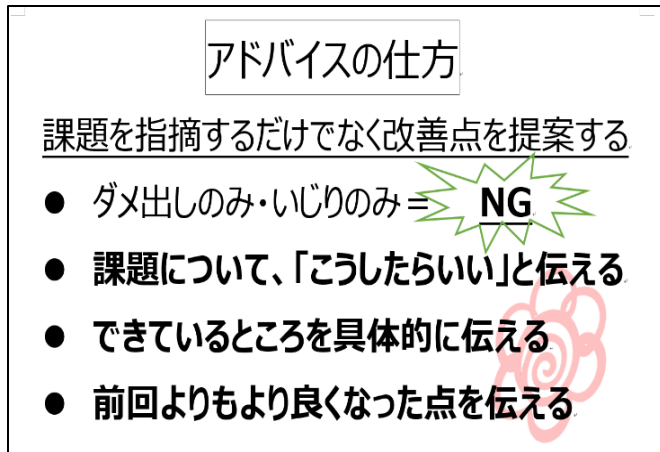 アドバイスの仕方
課題を指摘するだけでなく改善点を提案する
● ダメ出しのみ・いじりのみ＝ NG
● 課題について、「こうしたらいい」と伝える
● できているところを具体的に伝える
● 前回よりもより良くなった点を伝える